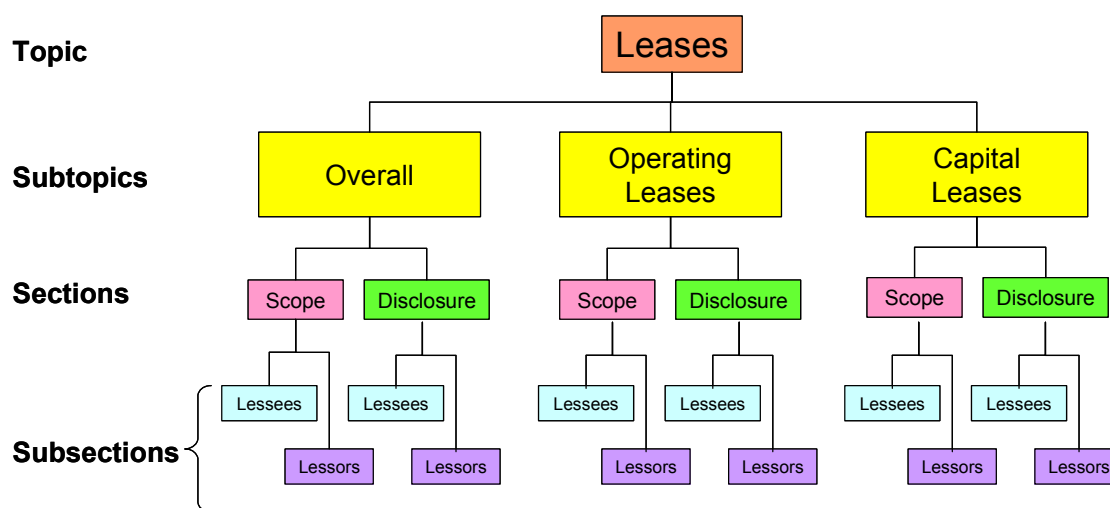 Topic
Leases
Subtopics
Overall
Operating
Leases
Capital
Leases
Sections
Scope
Disclosure
Scope
Disclosure
Scope
Disclosure
Subsections
Lessees
Lessees
Lessees
Lessees
Lessees
Lessees
Lessors
Lessors
Lessors
Lessors
Lessors
Lessors